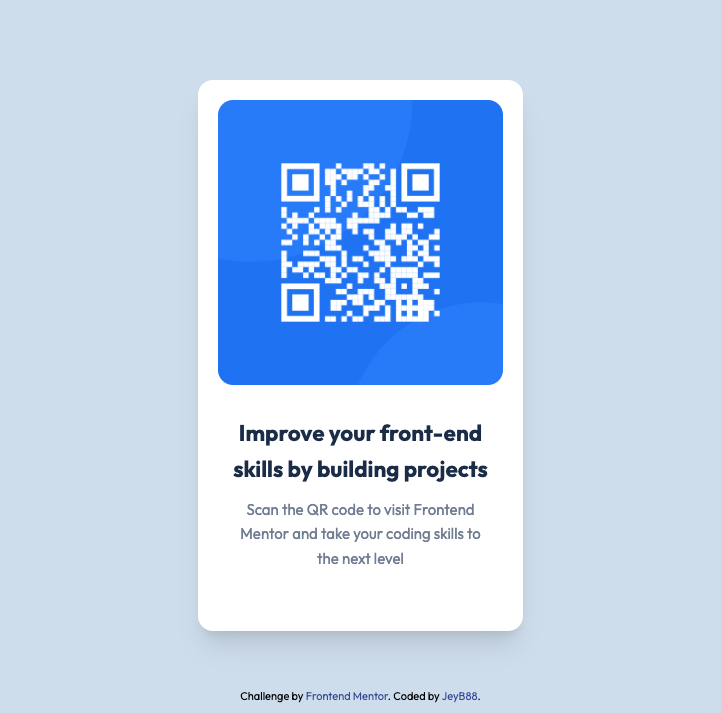 Improve your front-end
skills by building projects
Scan the QR code to visit Frontend
Mentor and take your coding skills to
the next level
Challenge by Frontend Mentor. Coded by JeyB88.